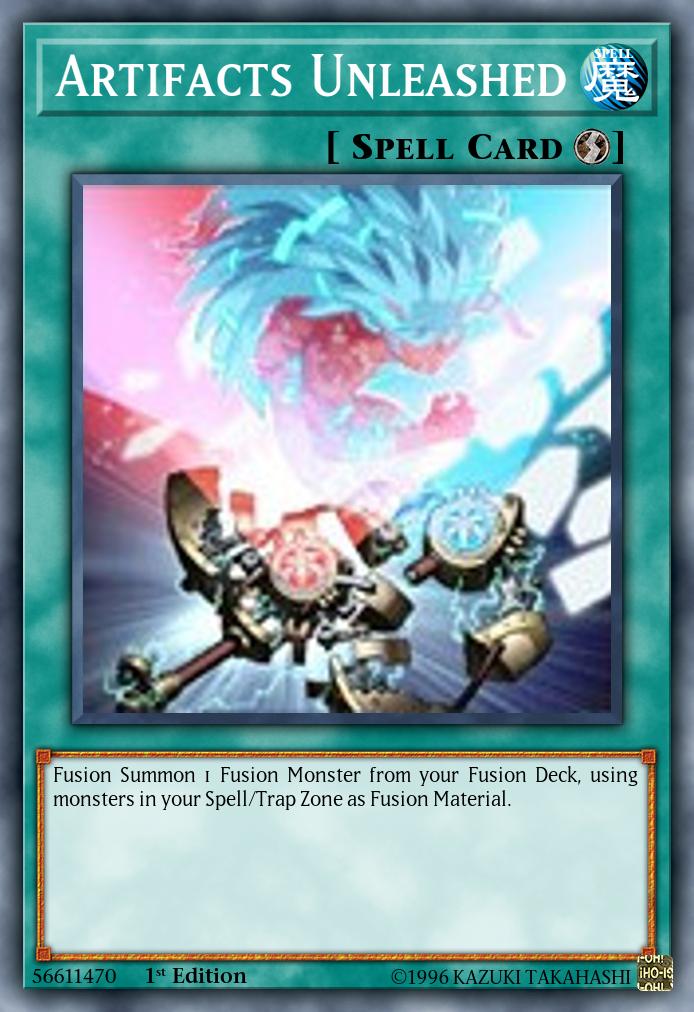 ARTIFACTS UNLEASHED
SPELL
魔
[ SPELL CARD ]
Fusion Summon 1 Fusion Monster from your Fusion Deck, using
monsters in your Spell/Trap Zone as Fusion Material.
56611470 1st Edition ©1996 KAZUKI TAKAHASHI